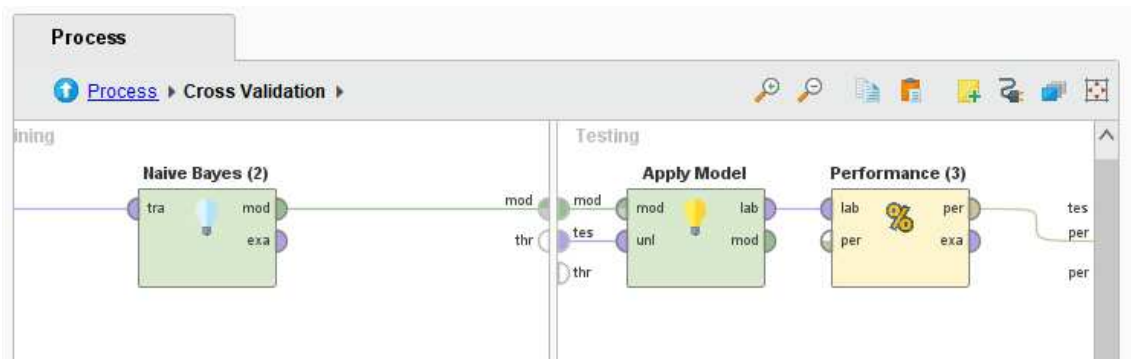 Process
Process ▸ Cross Validation ▸
ining
Testing
Naive Bayes (2)
Apply Model
Performance (3)
tra
mod
exa
mod
thr
mod
tes
thr
mod
unl
lab
mod
lab
per
per
exa
tes
per
per